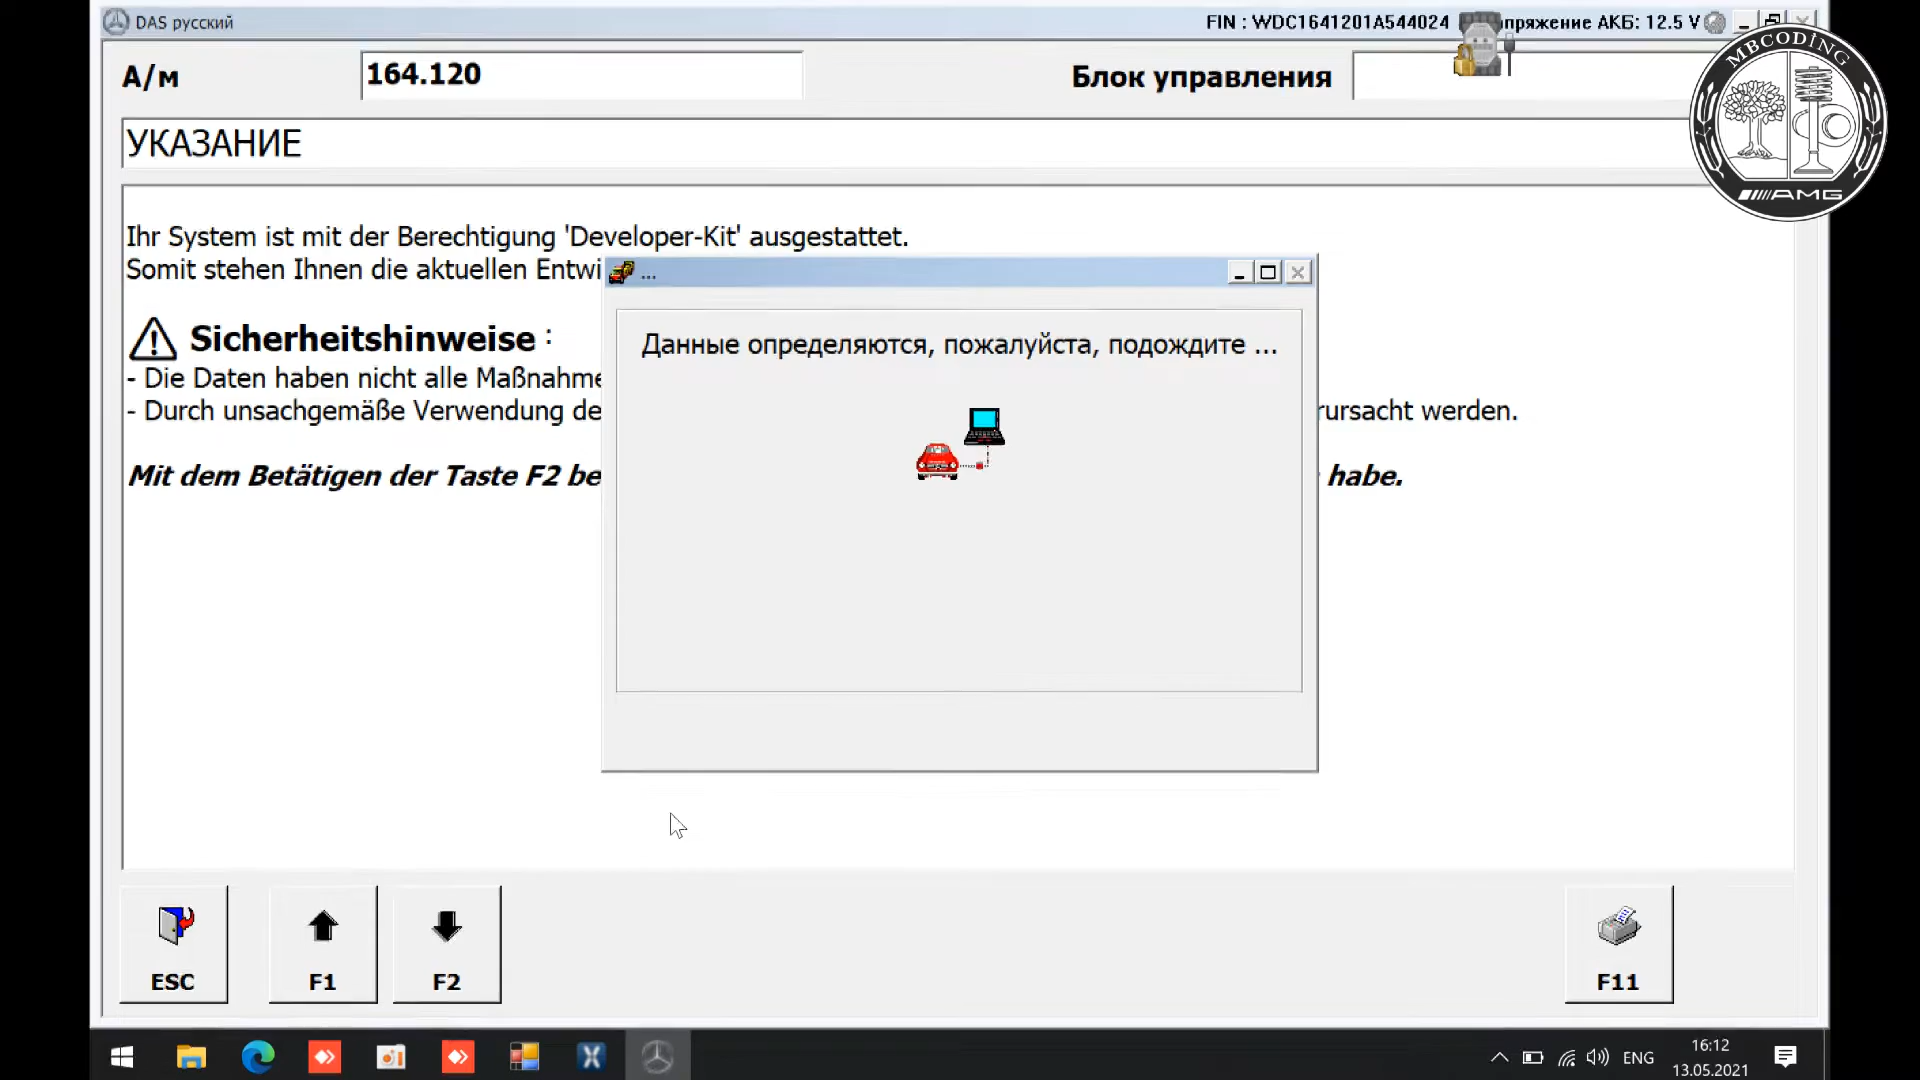 DAS русский
FIN : WDC1641201A544024
пряжение АКБ: 12.5 V
MBCODING
А/м
164.120
Блок управления
УКАЗАНИЕ
AMG
Ihr System ist mit der Berechtigung 'Developer-Kit' ausgestattet.
Somit stehen Ihnen die aktuellen Entwi
...
Sicherheitshinweise :
Данные определяются, пожалуйста, подождите ...
- Die Daten haben nicht alle Maßnahme
- Durch unsachgemäße Verwendung de
rursacht werden.
Mit dem Betätigen der Taste F2 be
habe.
ESC
F1
F2
F11
ENG
16:12
13.05.2021